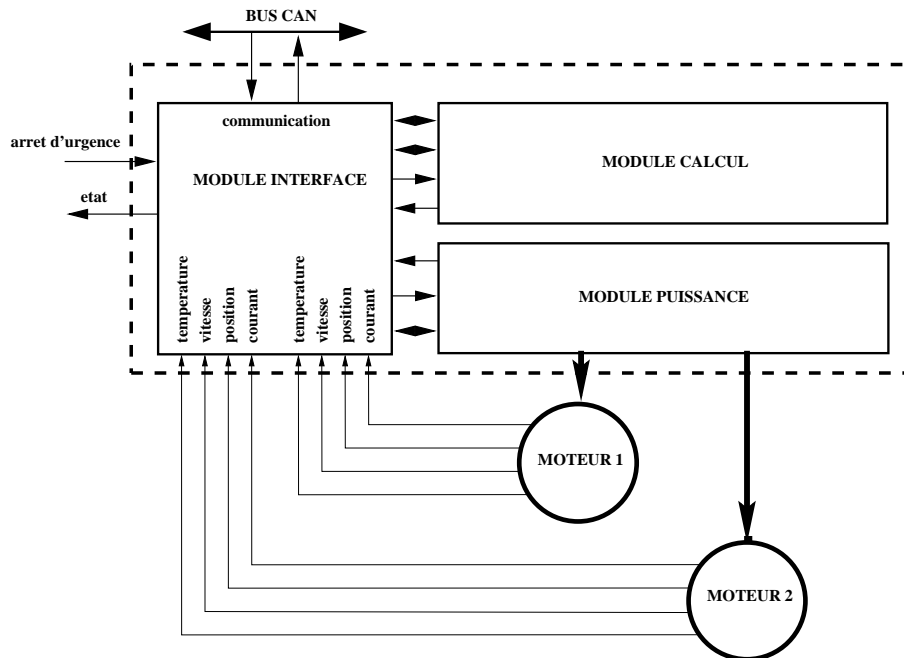 BUS CAN
communication
arret d'urgence
MODULE INTERFACE
MODULE CALCUL
etat
temperature
vitesse
position
courant
temperature
vitesse
position
courant
MODULE PUISSANCE
MOTEUR 1
MOTEUR 2